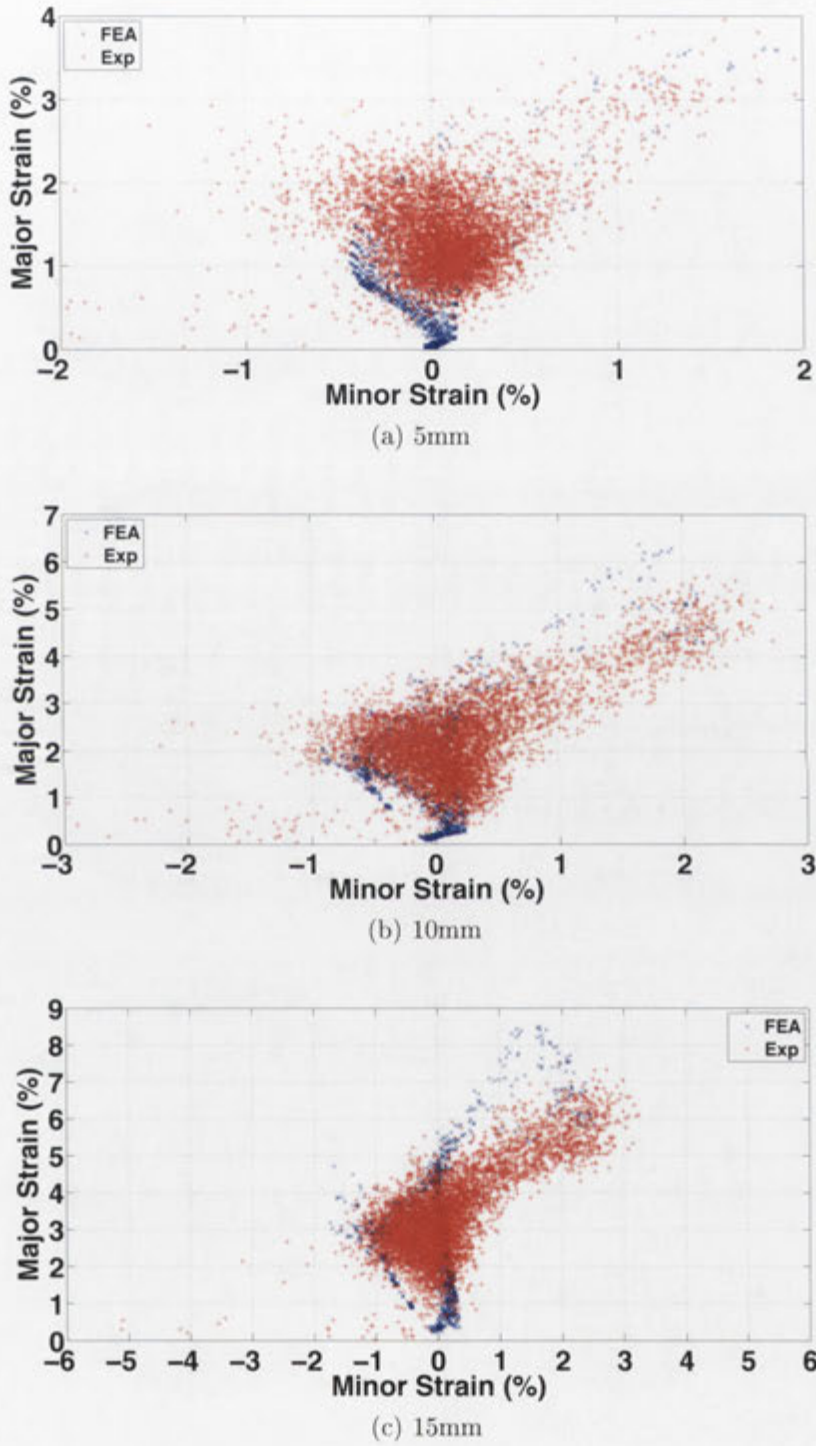 4
FEA
Exp
3
2
1
0
Major Strain (%)
−2 −1 0 1 2
Minor Strain (%)
(a) 5mm
7
FEA
Exp
6
5
4
3
2
1
0
Major Strain (%)
−3 −2 −1 0 1 2 3
Minor Strain (%)
(b) 10mm
9
FEA
Exp
8
7
6
5
4
3
2
1
0
Major Strain (%)
−6 −5 −4 −3 −2 −1 0 1 2 3 4 5 6
Minor Strain (%)
(c) 15mm